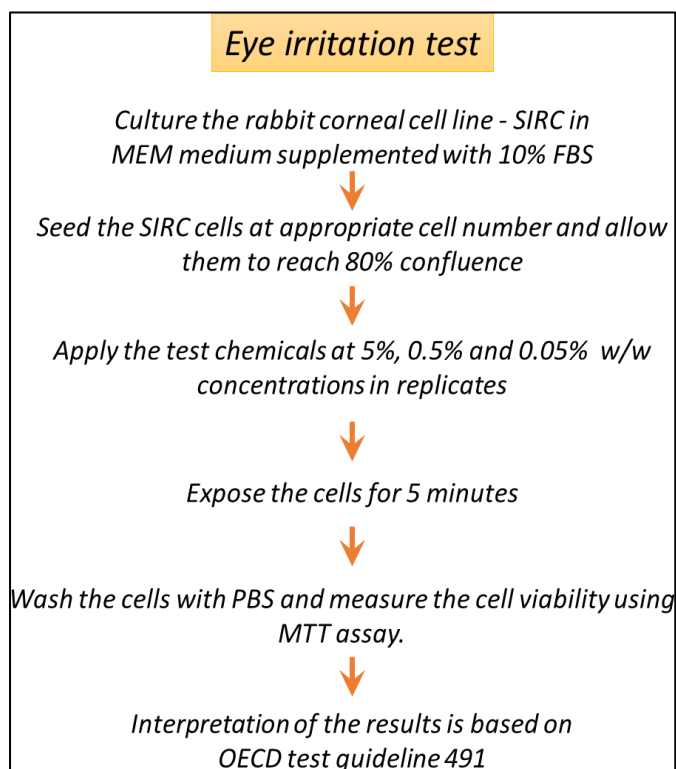 Eye irritation test
Culture the rabbit corneal cell line - SIRC in
MEM medium supplemented with 10% FBS
Seed the SIRC cells at appropriate cell number and allow
them to reach 80% confluence
Apply the test chemicals at 5%, 0.5% and 0.05% w/w
concentrations in replicates
Expose the cells for 5 minutes
Wash the cells with PBS and measure the cell viability using
MTT assay.
Interpretation of the results is based on
OECD test guideline 491